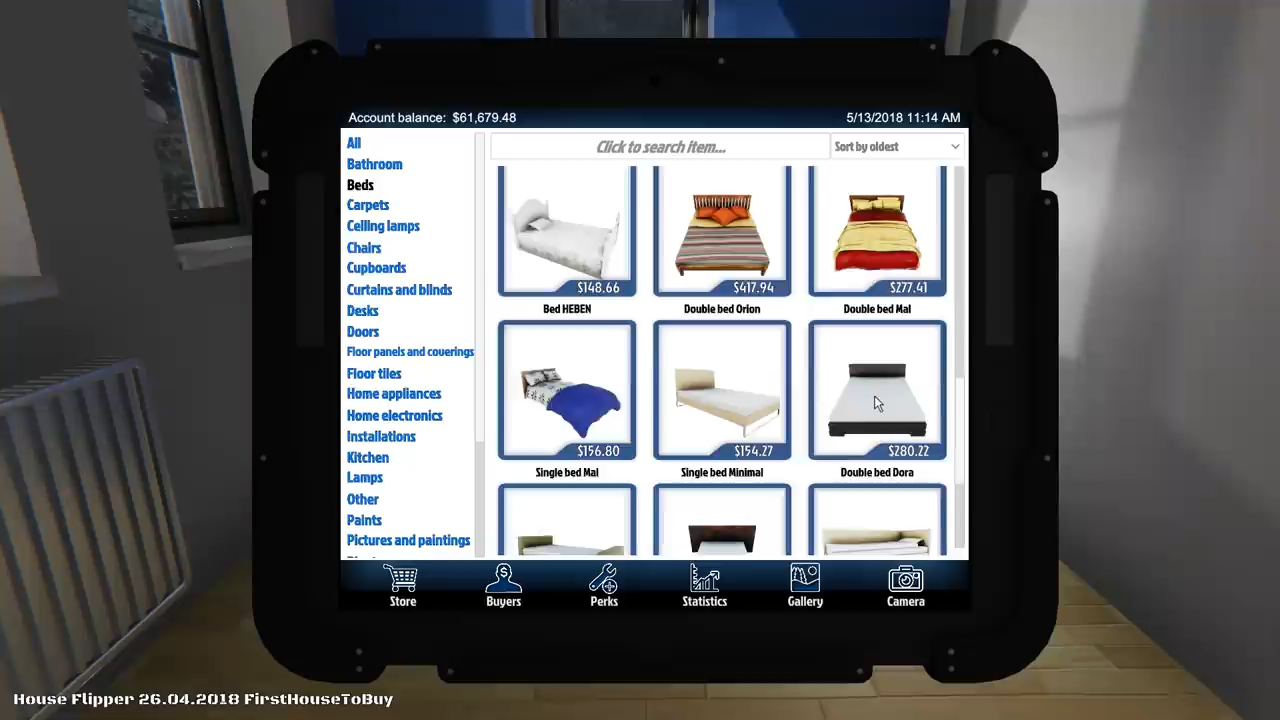 Account balance: $61,679.48
5/13/2018 11:14 AM
All
Bathroom
Beds
Carpets
Ceiling lamps
Chairs
Cupboards
Curtains and blinds
Desks
Doors
Floor panels and coverings
Floor tiles
Home appliances
Home electronics
Installations
Kitchen
Lamps
Other
Paints
Pictures and paintings
Click to search item...
Sort by oldest
$148.66
$417.94
$277.41
Bed HEBEN
Double bed Orion
Double bed Mal
$156.80
$154.27
$280.22
Single bed Mal
Single bed Minimal
Double bed Dora
Store
Buyers
Perks
Statistics
Gallery
Camera
House Flipper 26.04.2018 FirstHouseToBuy